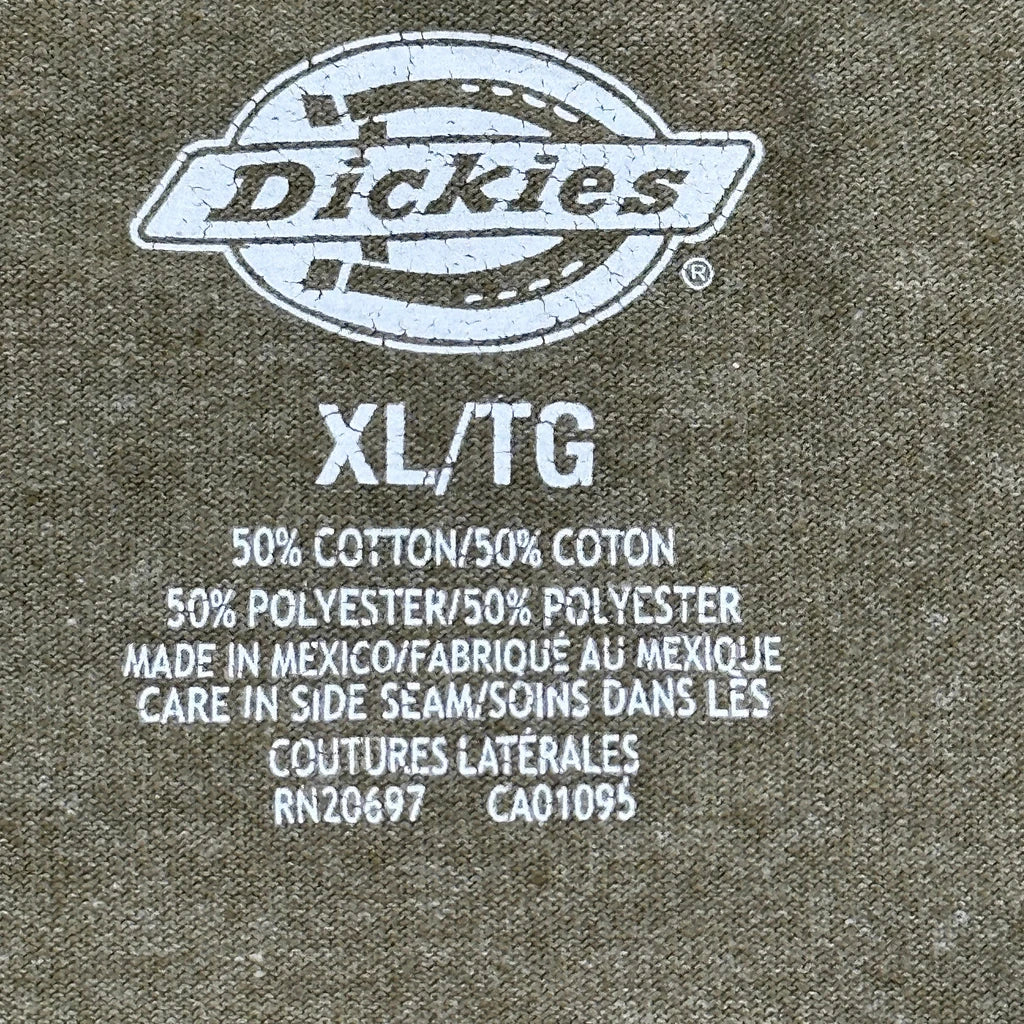 Dickies
®
XL/TG
50% COTTON/50% COTON
50% POLYESTER/50% POLYESTER
MADE IN MEXICO/FABRIQUÉ AU MEXIQUE
CARE IN SIDE SEAM/SOINS DANS LES
COUTURES LATÉRALES
RN20697 CA01095